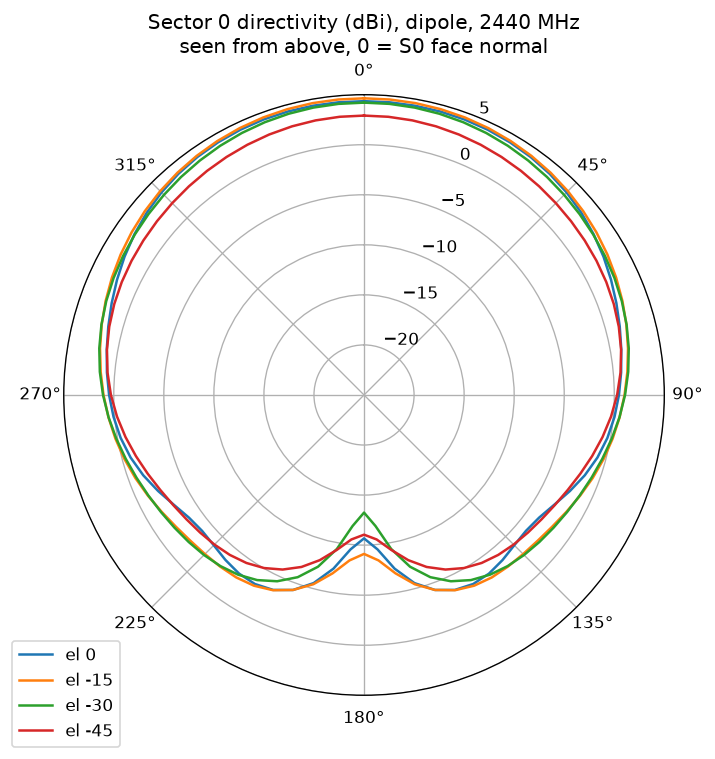 Sector 0 directivity (dBi), dipole, 2440 MHz
seen from above, 0 = S0 face normal
0°
5
315°
45°
0
−5
−10
−15
−20
270°
90°
225°
135°
180°
el 0
el -15
el -30
el -45